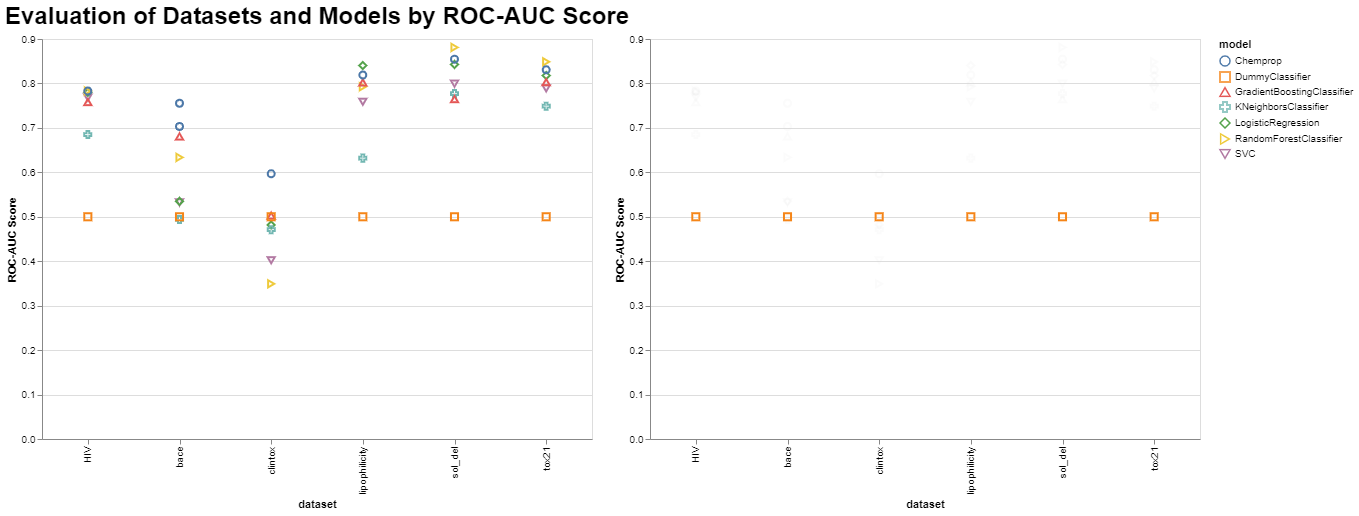 Evaluation of Datasets and Models by ROC-AUC Score
ROC-AUC Score
0.9
0.8
0.7
0.6
0.5
0.4
0.3
0.2
0.1
0.0
HIV
bace
clintox
lipophilicity
sol_del
tox21
dataset
ROC-AUC Score
0.9
0.8
0.7
0.6
0.5
0.4
0.3
0.2
0.1
0.0
HIV
bace
clintox
lipophilicity
sol_del
tox21
dataset
model
Chemprop
DummyClassifier
GradientBoostingClassifier
KNeighborsClassifier
LogisticRegression
RandomForestClassifier
SVC